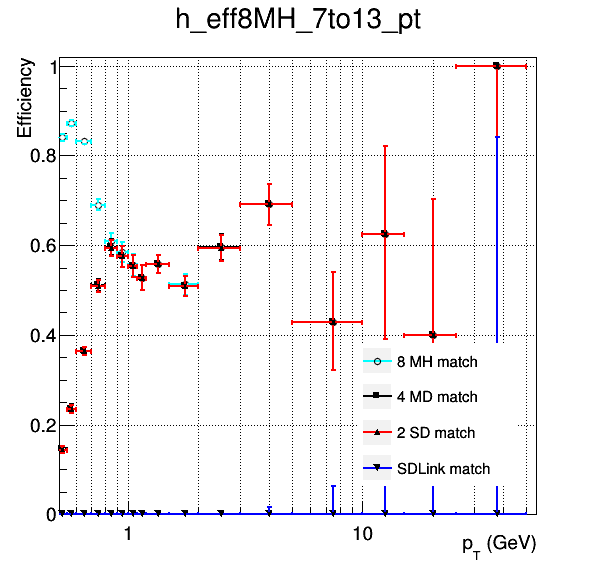 h_eff8MH_7to13_pt
Efficiency
1
0.8
0.6
0.4
0.2
0
8 MH match
4 MD match
2 SD match
SDLink match
1
10
p_T (GeV)